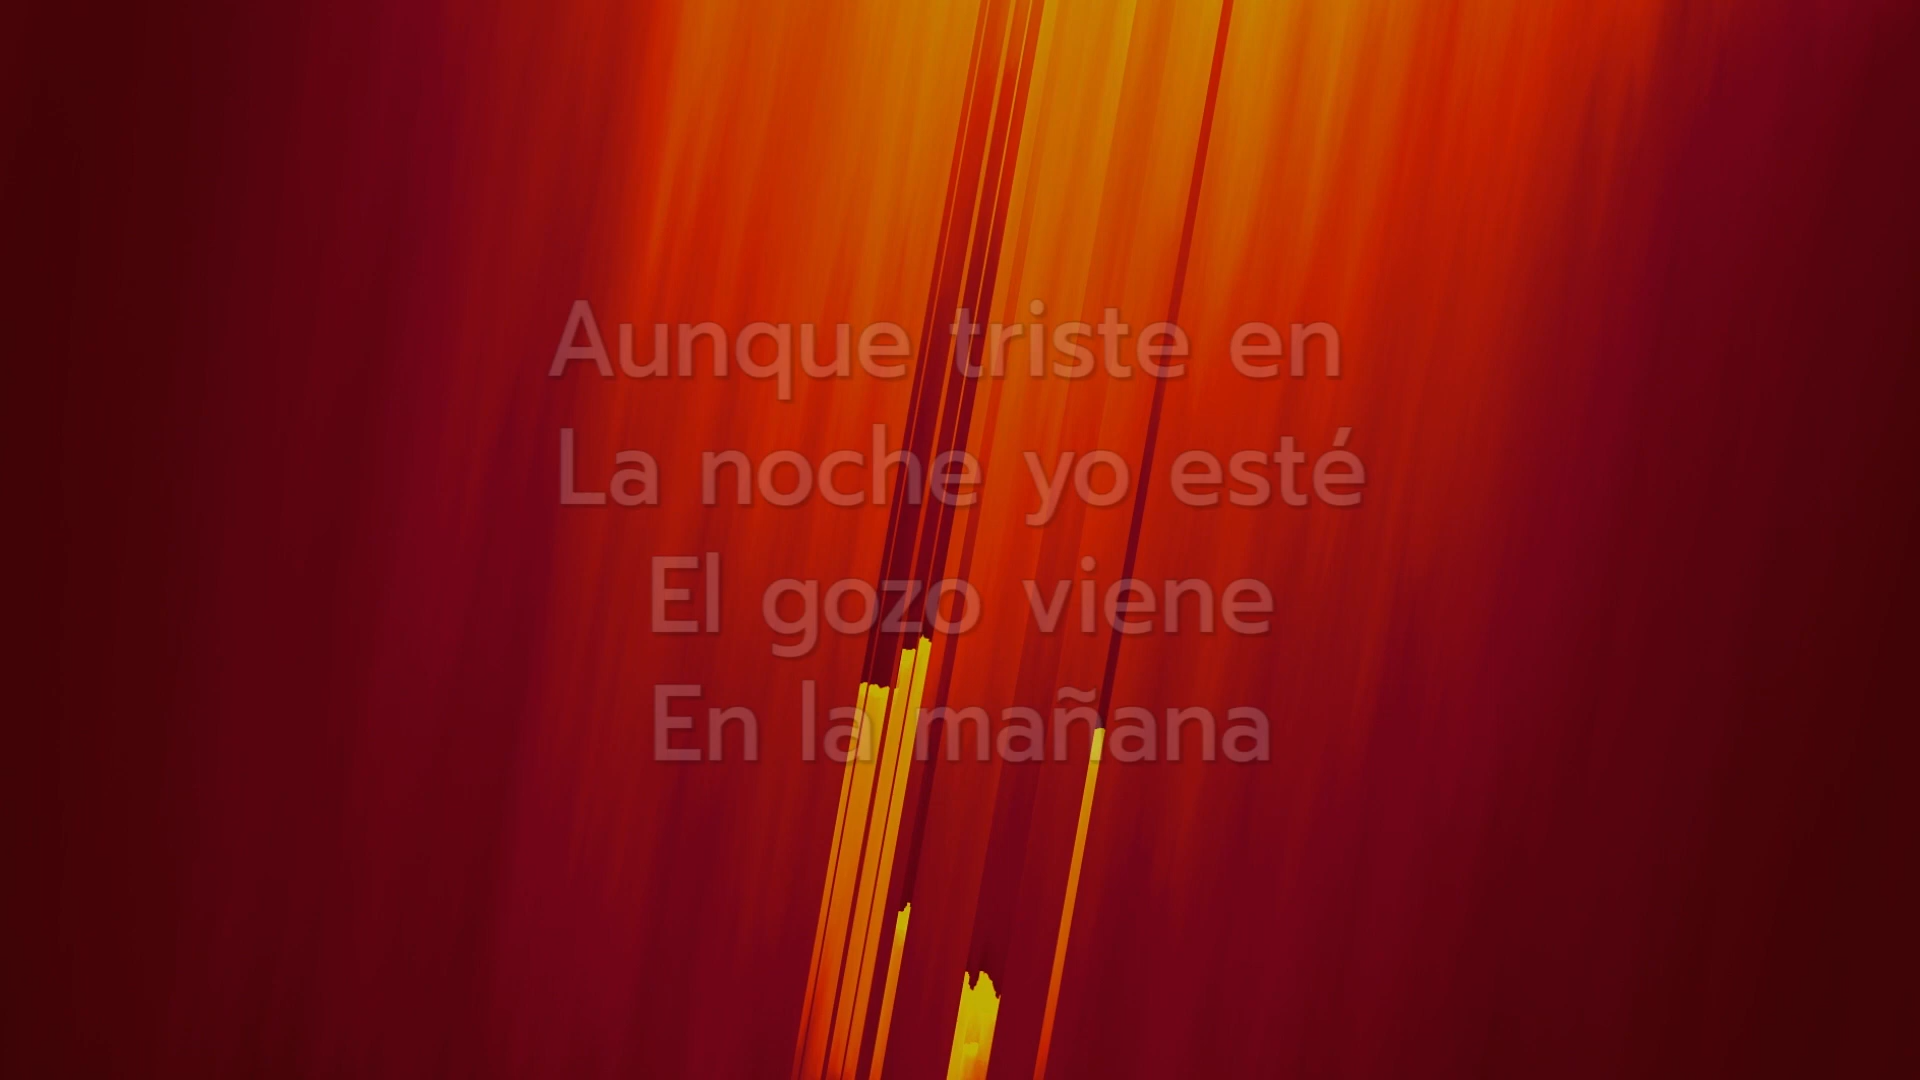 Aunque triste en
La noche yo esté
El gozo viene
En la mañana